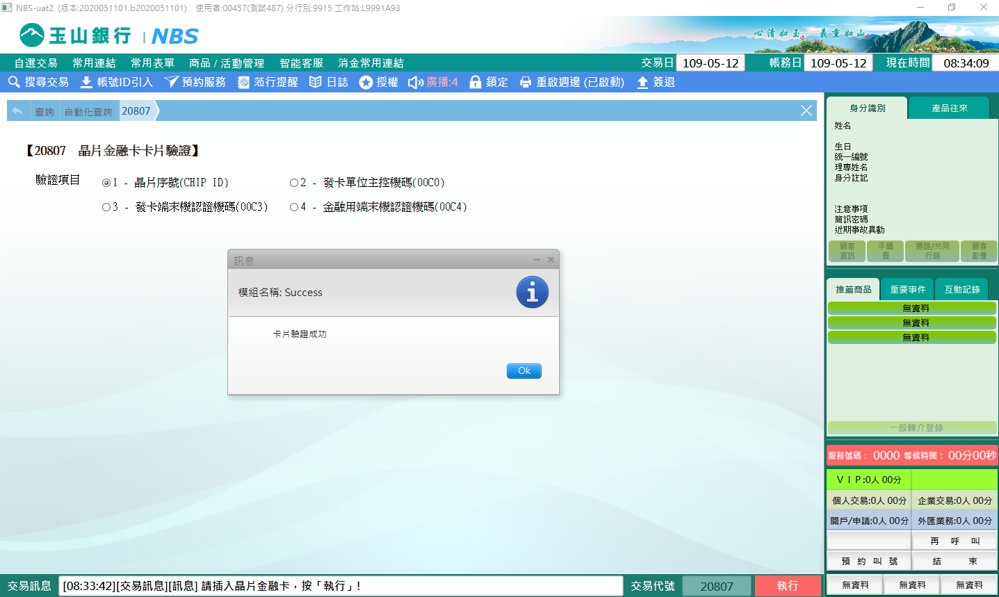 NBS-uat2 (版本:2020051101.b2020051101) 使用者:00457(測試487) 分行別:9915 工作站:L9991A93
玉山銀行 | NBS
心清如玉。義重如山。
自選交易 常用連結 常用表單 商品 / 活動管理 智能客服 消金常用連結 交易日 109-05-12 帳務日 109-05-12 現在時間 08:34:09
搜尋交易 帳號ID引入 預約服務 蒞行提醒 日誌 授權 廣播:4 鎖定 重啟週邊 (已啟動) 簽退
查詢 自動化查詢 20807
【20807 晶片金融卡卡片驗證】
驗證項目
1 - 晶片序號(CHIP ID) 2 - 發卡單位主控機碼(00C0)
3 - 發卡端末機認證機碼(00C3) 4 - 金融用端末機認證機碼(00C4)
訊息
模組名稱: Success
卡片驗證成功
Ok
身分識別 產品往來
姓名
生日
統一編號
理專姓名
身分註記
注意事項
簡訊密碼
近期事故異動
顧客資訊 手續費 通路/共同行銷 顧客影像
推薦商品 重要事件 互動記錄
無資料
無資料
無資料
一般轉介登錄
服務號碼： 0000 等候時間： 00分00秒
ＶＩＰ:0人 00分
個人交易:0人 00分 企業交易:0人 00分
開戶/申請:0人 00分 外匯業務:0人 00分
再 呼 叫
預 約 叫 號 結 束
無資料 無資料 無資料
交易訊息 [08:33:42][交易訊息][訊息] 請插入晶片金融卡，按「執行」! 交易代號 20807 執行